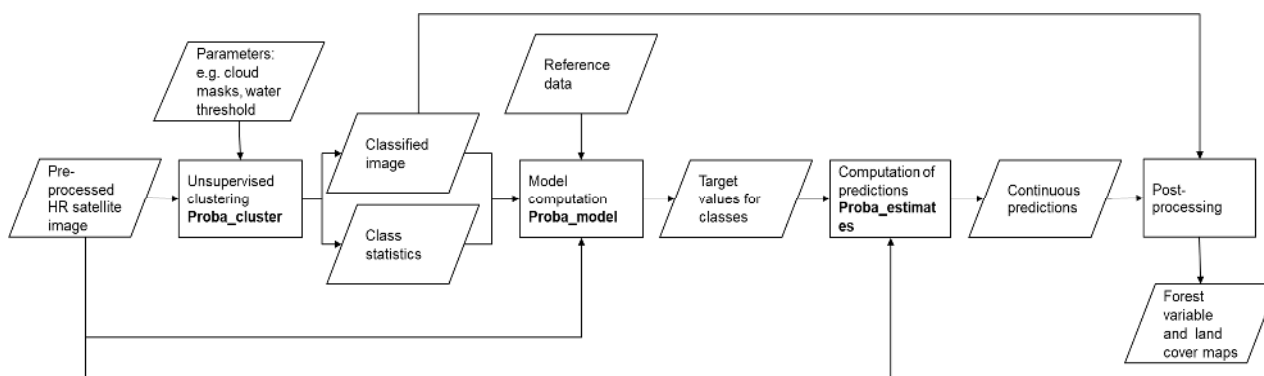 Parameters:
e.g. cloud
masks, water
threshold
Reference
data
Classified
image
Pre-
processed
HR satellite
image
Unsupervised
clustering
Proba_cluster
Class
statistics
Model
computation
Proba_model
Target
values for
classes
Computation of
predictions
Proba_estimat
es
Continuous
predictions
Post-
processing
Forest
variable
and land
cover maps